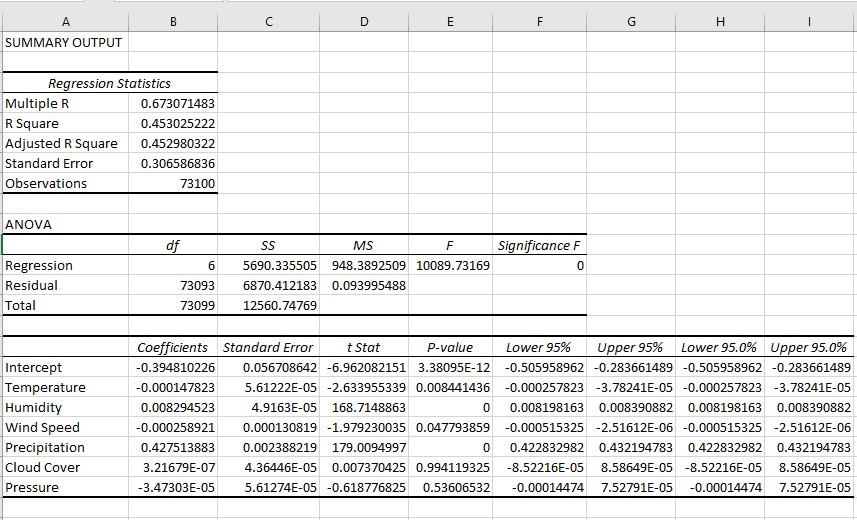 A B C D E F G H I
SUMMARY OUTPUT
Regression Statistics
Multiple R 0.673071483
R Square 0.453025222
Adjusted R Square 0.452980322
Standard Error 0.306586836
Observations 73100
ANOVA
df SS MS F Significance F
Regression 6 5690.335505 948.3892509 10089.73169 0
Residual 73093 6870.412183 0.093995488
Total 73099 12560.74769
Coefficients Standard Error t Stat P-value Lower 95% Upper 95% Lower 95.0% Upper 95.0%
Intercept -0.394810226 0.056708642 -6.962082151 3.38095E-12 -0.505958962 -0.283661489 -0.505958962 -0.283661489
Temperature -0.000147823 5.61222E-05 -2.633955339 0.008441436 -0.000257823 -3.78241E-05 -0.000257823 -3.78241E-05
Humidity 0.008294523 4.9163E-05 168.7148863 0 0.008198163 0.008390882 0.008198163 0.008390882
Wind Speed -0.000258921 0.000130819 -1.979230035 0.047793859 -0.000515325 -2.51612E-06 -0.000515325 -2.51612E-06
Precipitation 0.427513883 0.002388219 179.0094997 0 0.422832982 0.432194783 0.422832982 0.432194783
Cloud Cover 3.21679E-07 4.36446E-05 0.007370425 0.994119325 -8.52216E-05 8.58649E-05 -8.52216E-05 8.58649E-05
Pressure -3.47303E-05 5.61274E-05 -0.618776825 0.53606532 -0.00014474 7.52791E-05 -0.00014474 7.52791E-05